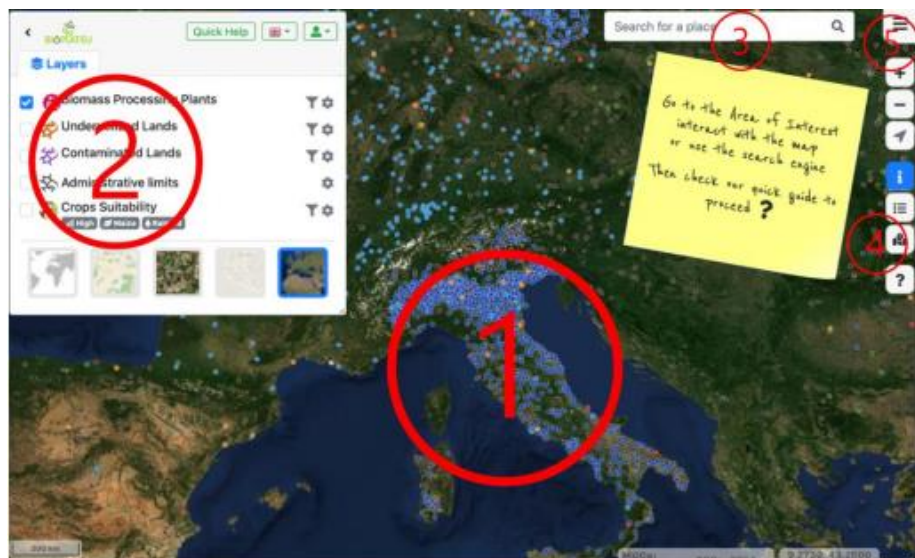 Quick Help
Layers
Biomass Processing Plants
Underutilized Lands
Contaminated Lands
Administrative limits
Crops Suitability
High Maize
2
Search for a place
3
5
Go to the Area of Interest
interact with the map
or use the search engine
Then check our quick guide to
proceed ?
i
4
?
1